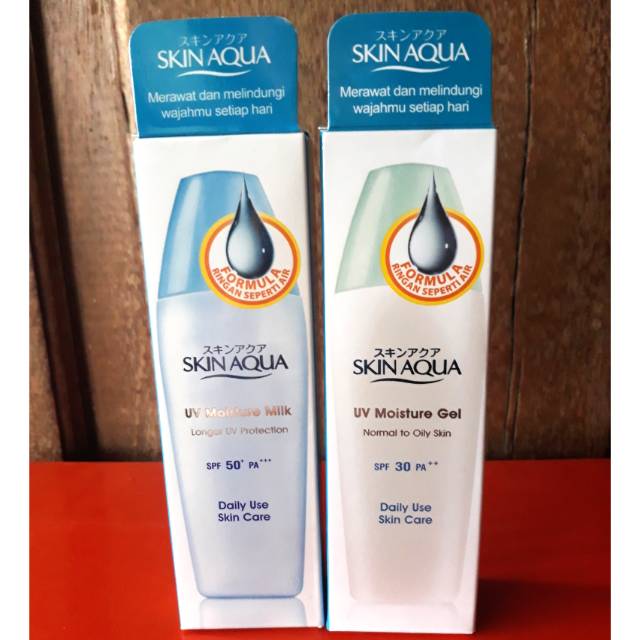 スキンアクア
SKIN AQUA
Merawat dan melindungi
wajahmu setiap hari
FORMULA
RINGAN SEPERTI AIR
スキンアクア
SKIN AQUA
UV Moisture Milk
Longer UV Protection
SPF 50+ PA+++
Daily Use
Skin Care
スキンアクア
SKIN AQUA
Merawat dan melindungi
wajahmu setiap hari
FORMULA
RINGAN SEPERTI AIR
スキンアクア
SKIN AQUA
UV Moisture Gel
Normal to Oily Skin
SPF 30 PA++
Daily Use
Skin Care